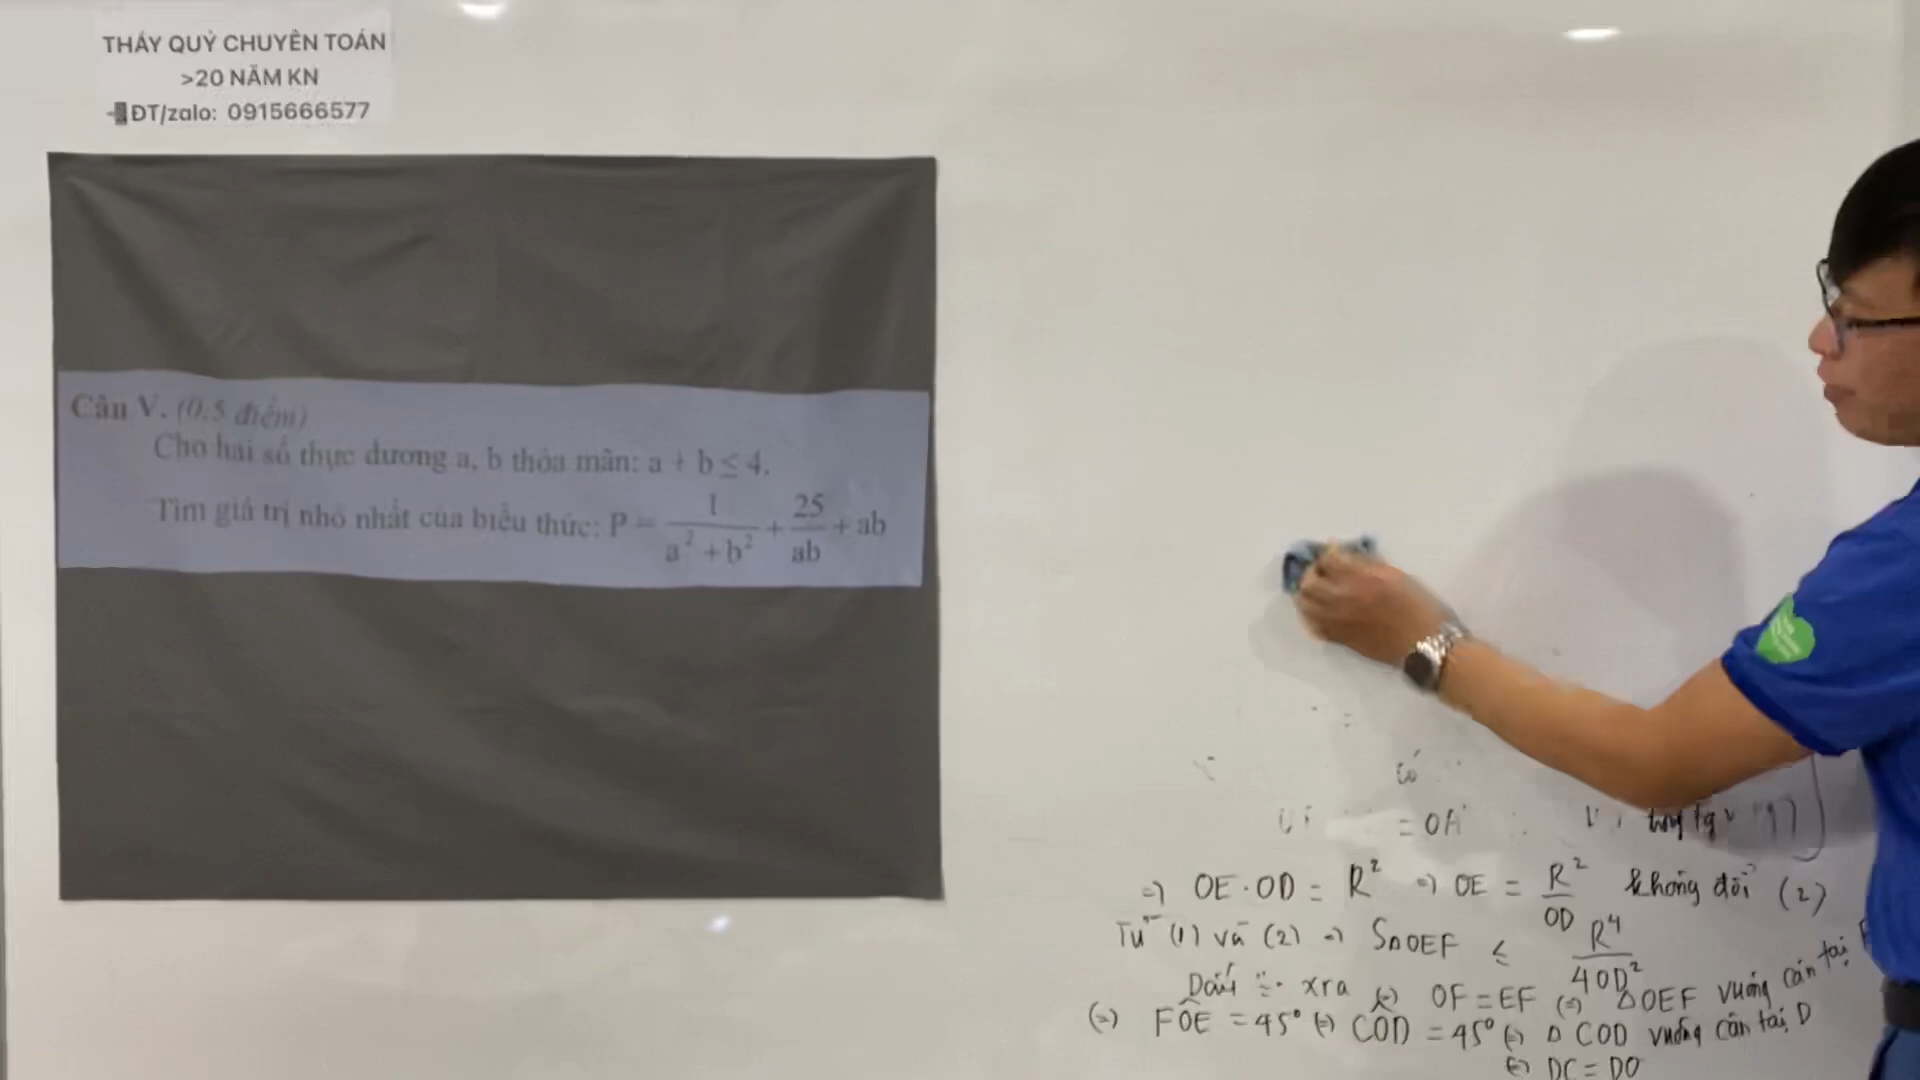 THẦY QUÝ CHUYÊN TOÁN
>20 NĂM KN
ĐT/zalo: 0915666577
Câu V. (0.5 điểm)
Cho hai số thực dương a, b thỏa mãn: a + b ≤ 4.
Tìm giá trị nhỏ nhất của biểu thức: P = 1/(a² + b²) + 25/ab + ab
có
= OA
⇒ OE · OD = R² ⇒ OE = R²/OD không đổi (2)
Từ (1) và (2) ⇒ S△OEF ≤ R⁴/4OD²
Dấu "=" xra (⇔) OF = EF (⇔) △OEF vuông cân tại F
(⇔) FÔE = 45° (⇔) CÔD = 45° (⇔) △ COD vuông cân tại D
(⇔) DC = DO